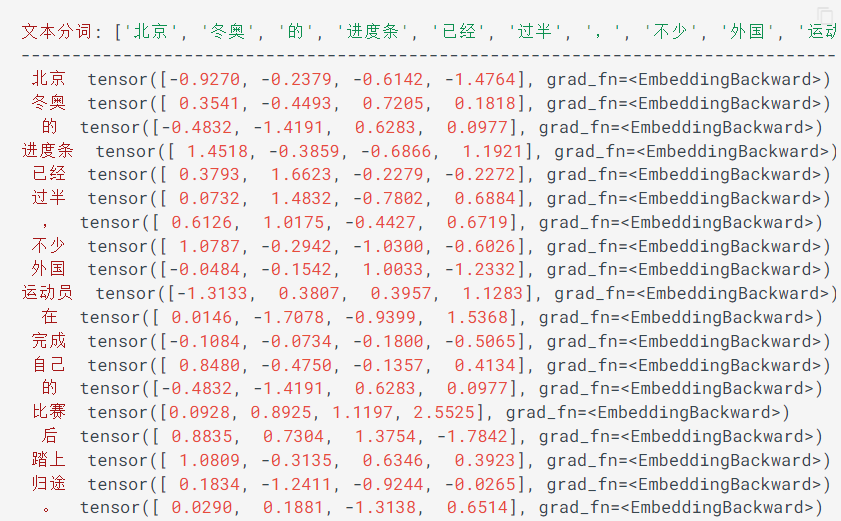 文本分词: ['北京', '冬奥', '的', '进度条', '已经', '过半', '，', '不少', '外国', '运动
--------------------------------------------------------------------------------
北京 tensor([-0.9270, -0.2379, -0.6142, -1.4764], grad_fn=<EmbeddingBackward>)
冬奥 tensor([ 0.3541, -0.4493, 0.7205, 0.1818], grad_fn=<EmbeddingBackward>)
的 tensor([-0.4832, -1.4191, 0.6283, 0.0977], grad_fn=<EmbeddingBackward>)
进度条 tensor([ 1.4518, -0.3859, -0.6866, 1.1921], grad_fn=<EmbeddingBackward>)
已经 tensor([ 0.3793, 1.6623, -0.2279, -0.2272], grad_fn=<EmbeddingBackward>)
过半 tensor([ 0.0732, 1.4832, -0.7802, 0.6884], grad_fn=<EmbeddingBackward>)
， tensor([ 0.6126, 1.0175, -0.4427, 0.6719], grad_fn=<EmbeddingBackward>)
不少 tensor([ 1.0787, -0.2942, -1.0300, -0.6026], grad_fn=<EmbeddingBackward>)
外国 tensor([-0.0484, -0.1542, 1.0033, -1.2332], grad_fn=<EmbeddingBackward>)
运动员 tensor([-1.3133, 0.3807, 0.3957, 1.1283], grad_fn=<EmbeddingBackward>)
在 tensor([ 0.0146, -1.7078, -0.9399, 1.5368], grad_fn=<EmbeddingBackward>)
完成 tensor([-0.1084, -0.0734, -0.1800, -0.5065], grad_fn=<EmbeddingBackward>)
自己 tensor([ 0.8480, -0.4750, -0.1357, 0.4134], grad_fn=<EmbeddingBackward>)
的 tensor([-0.4832, -1.4191, 0.6283, 0.0977], grad_fn=<EmbeddingBackward>)
比赛 tensor([0.0928, 0.8925, 1.1197, 2.5525], grad_fn=<EmbeddingBackward>)
后 tensor([ 0.8835, 0.7304, 1.3754, -1.7842], grad_fn=<EmbeddingBackward>)
踏上 tensor([ 1.0809, -0.3135, 0.6346, 0.3923], grad_fn=<EmbeddingBackward>)
归途 tensor([ 0.1834, -1.2411, -0.9244, -0.0265], grad_fn=<EmbeddingBackward>)
。 tensor([ 0.0290, 0.1881, -1.3138, 0.6514], grad_fn=<EmbeddingBackward>)